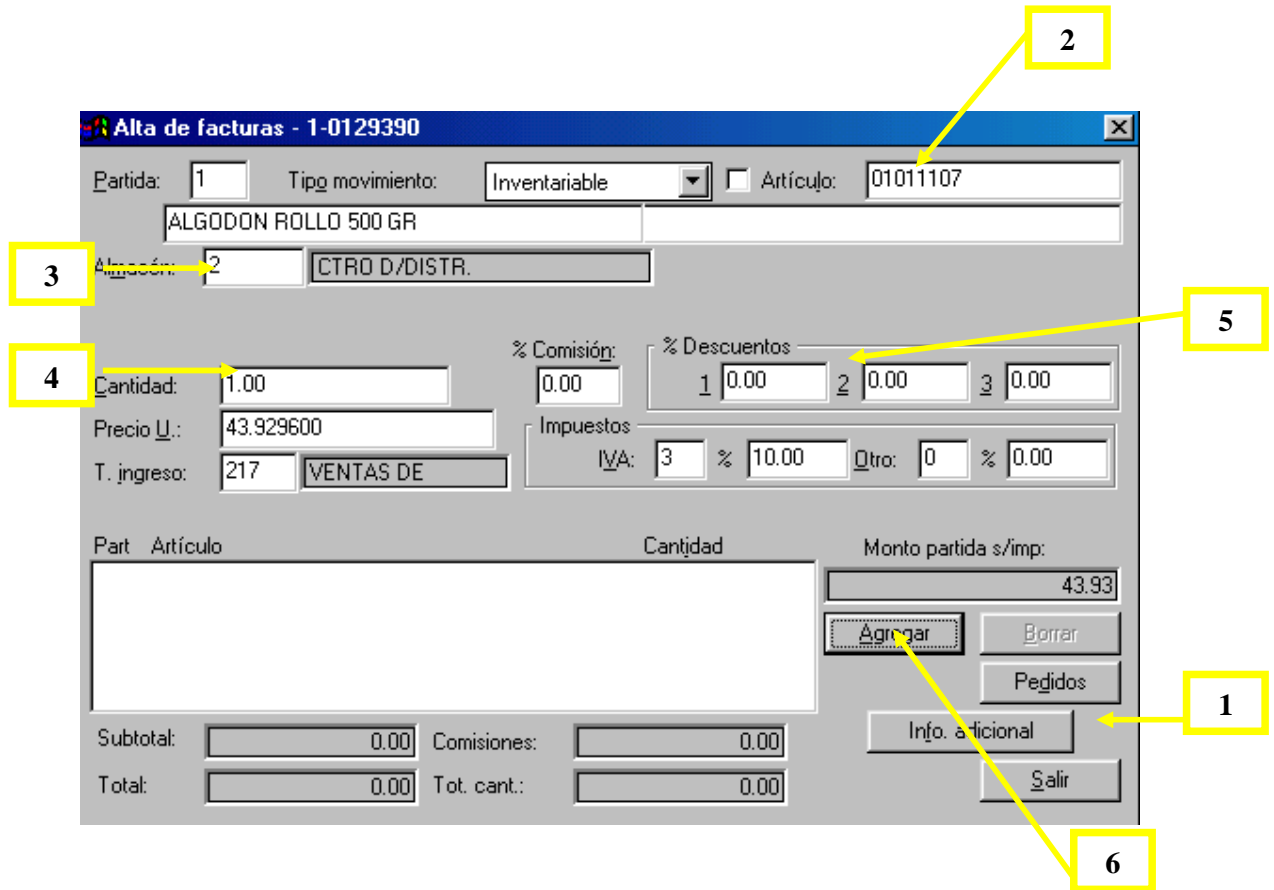 2
Alta de facturas - 1-0129390
Partida: 1 Tipo movimiento: Inventariable Artículo: 01011107
ALGODON ROLLO 500 GR
3 Almacén: 2 CTRO D/DISTR.
5
% Comisión: % Descuentos
4 Cantidad: 1.00 0.00 1 0.00 2 0.00 3 0.00
Precio U.: 43.929600 Impuestos
T. ingreso: 217 VENTAS DE IVA: 3 % 10.00 Otro: 0 % 0.00
Part Artículo Cantidad Monto partida s/imp:
43.93
Agregar Borrar
Pedidos
1
Subtotal: 0.00 Comisiones: 0.00 Info. adicional
Total: 0.00 Tot. cant.: 0.00 Salir
6